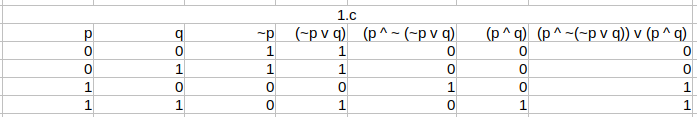 1.c
p q ~p (~p v q) (p ^ ~ (~p v q) (p ^ q) (p ^ ~(~p v q)) v (p ^ q)
0 0 1 1 0 0 0
0 1 1 1 0 0 0
1 0 0 0 1 0 1
1 1 0 1 0 1 1